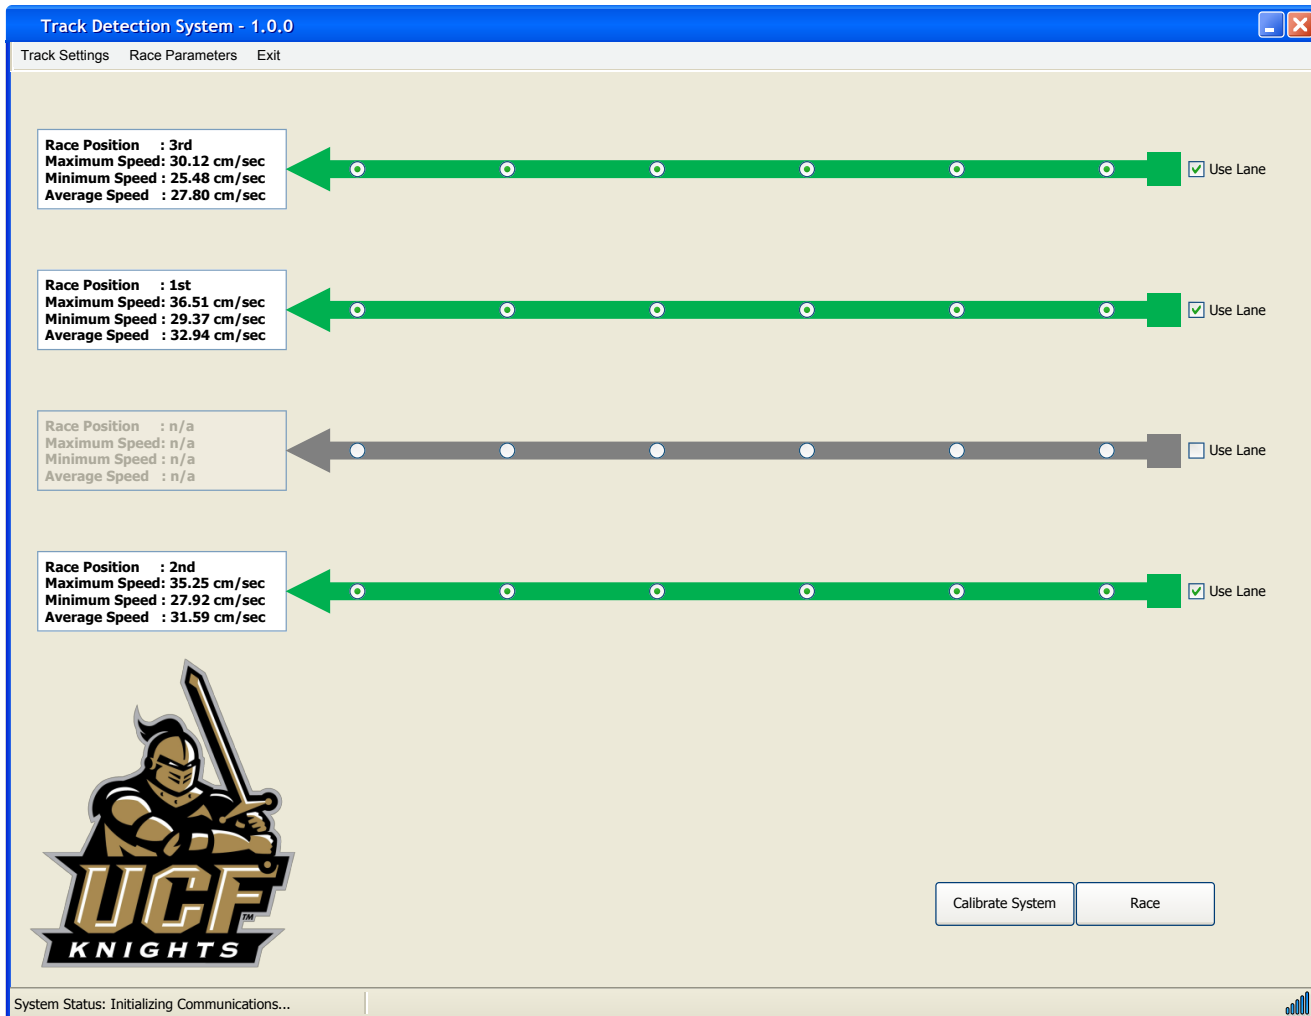 Track Detection System - 1.0.0
Track Settings Race Parameters Exit
Race Position : 3rd
Maximum Speed: 30.12 cm/sec
Minimum Speed : 25.48 cm/sec
Average Speed : 27.80 cm/sec
Use Lane
Race Position : 1st
Maximum Speed: 36.51 cm/sec
Minimum Speed : 29.37 cm/sec
Average Speed : 32.94 cm/sec
Use Lane
Race Position : n/a
Maximum Speed: n/a
Minimum Speed : n/a
Average Speed : n/a
Use Lane
Race Position : 2nd
Maximum Speed: 35.25 cm/sec
Minimum Speed : 27.92 cm/sec
Average Speed : 31.59 cm/sec
Use Lane
UCF
TM
KNIGHTS
Calibrate System Race
System Status: Initializing Communications...